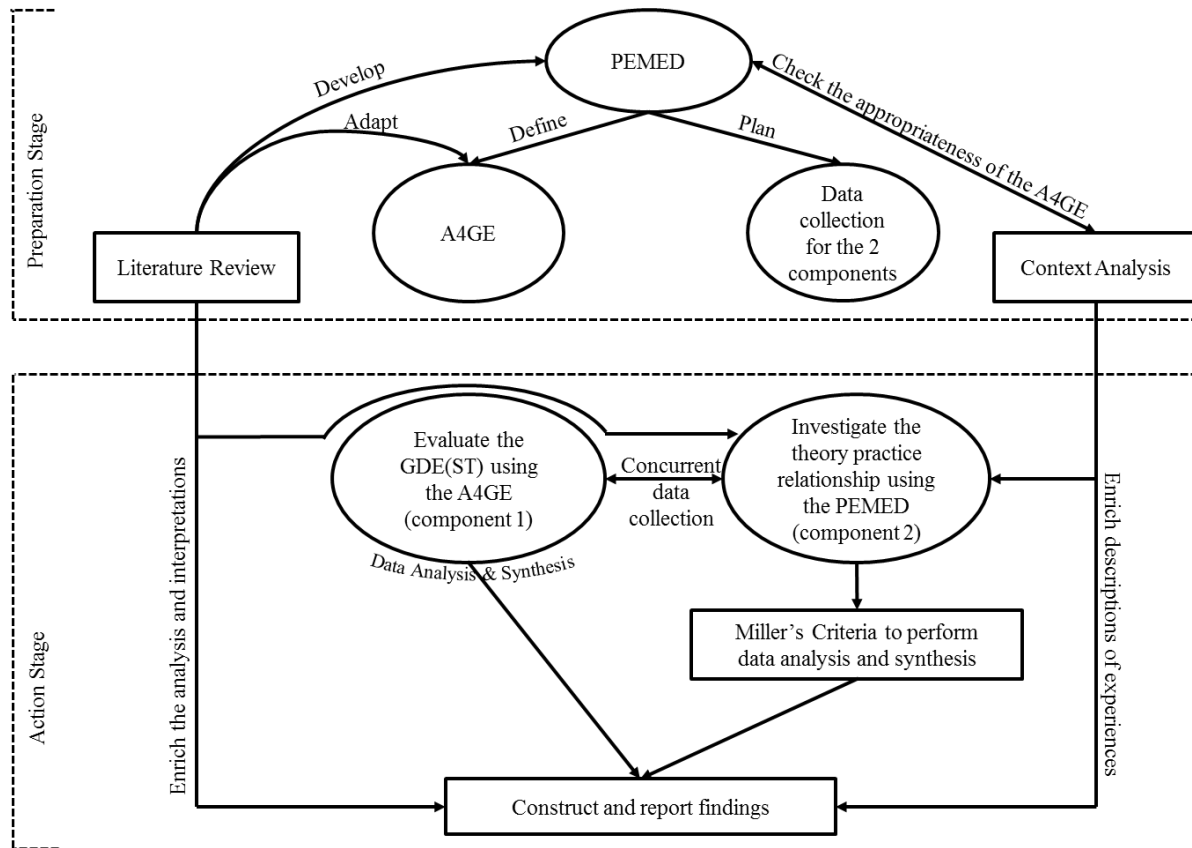 Preparation Stage
PEMED
Develop
Adapt
Define
Plan
Check the appropriateness of the A4GE
A4GE
Data
collection
for the 2
components
Literature Review
Context Analysis
Action Stage
Enrich the analysis and interpretations
Evaluate the
GDE(ST) using
the A4GE
(component 1)
Concurrent
data
collection
Investigate the
theory practice
relationship using
the PEMED
(component 2)
Enrich descriptions of experiences
Data Analysis & Synthesis
Miller’s Criteria to perform
data analysis and synthesis
Construct and report findings